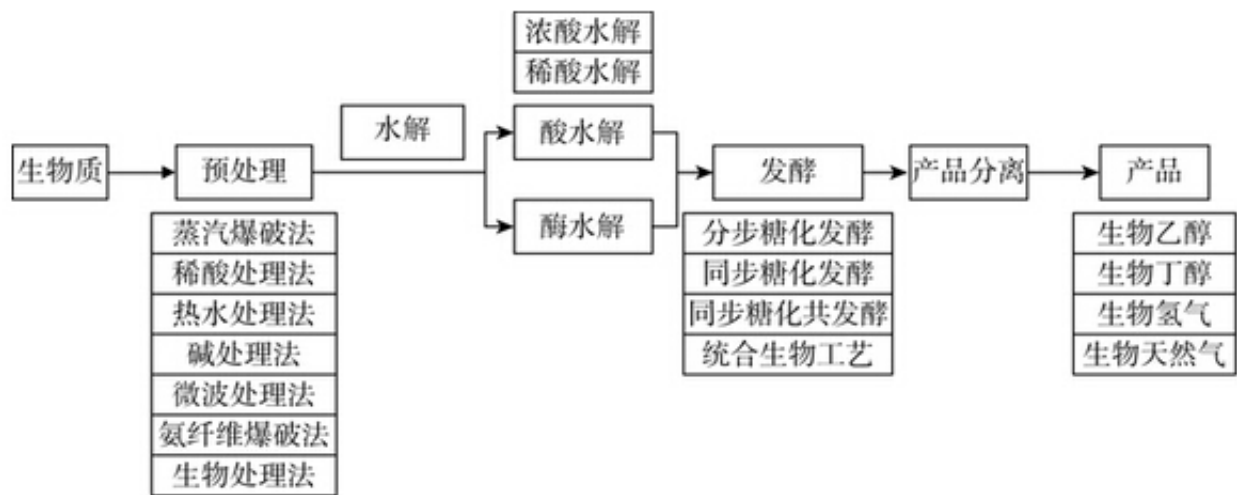 浓酸水解
稀酸水解
水解
酸水解
生物质
预处理
发酵
产品分离
产品
酶水解
蒸汽爆破法
稀酸处理法
热水处理法
碱处理法
微波处理法
氨纤维爆破法
生物处理法
分步糖化发酵
同步糖化发酵
同步糖化共发酵
统合生物工艺
生物乙醇
生物丁醇
生物氢气
生物天然气